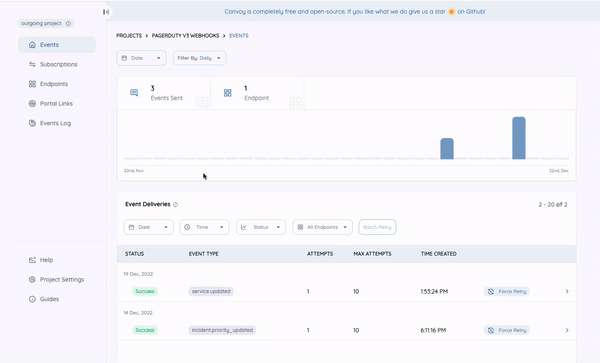 Convoy is completely free and open-source. If you like what we do give us a star ⭐ on Github!
outgoing project
Events
Subscriptions
Endpoints
Portal Links
Events Log
Help
Project Settings
Guides
PROJECTS > PAGERDUTY V3 WEBHOOKS > EVENTS
Date
Filter By: Daily
3
Events Sent
1
Endpoint
22nd, Nov
22nd, Dec
Event Deliveries
2 - 20 of 2
Date
Time
Status
All Endpoints
Batch Retry
STATUS EVENT TYPE ATTEMPTS MAX ATTEMPTS TIME CREATED
19 Dec, 2022
Success service.updated 1 10 1:53:24 PM Force Retry
14 Dec, 2022
Success incident.priority_updated 1 10 6:11:16 PM Force Retry